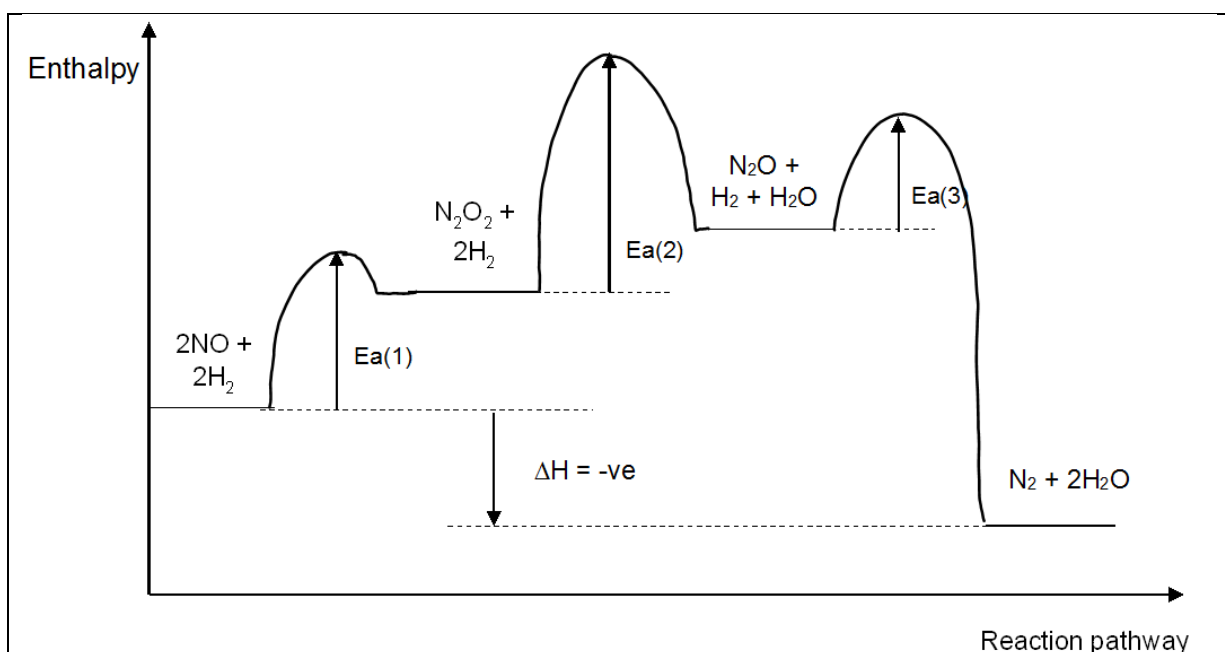 Enthalpy
N₂O +
H₂ + H₂O
Ea(3)
N₂O₂ +
2H₂
Ea(2)
2NO +
2H₂
Ea(1)
ΔH = -ve
N₂ + 2H₂O
Reaction pathway